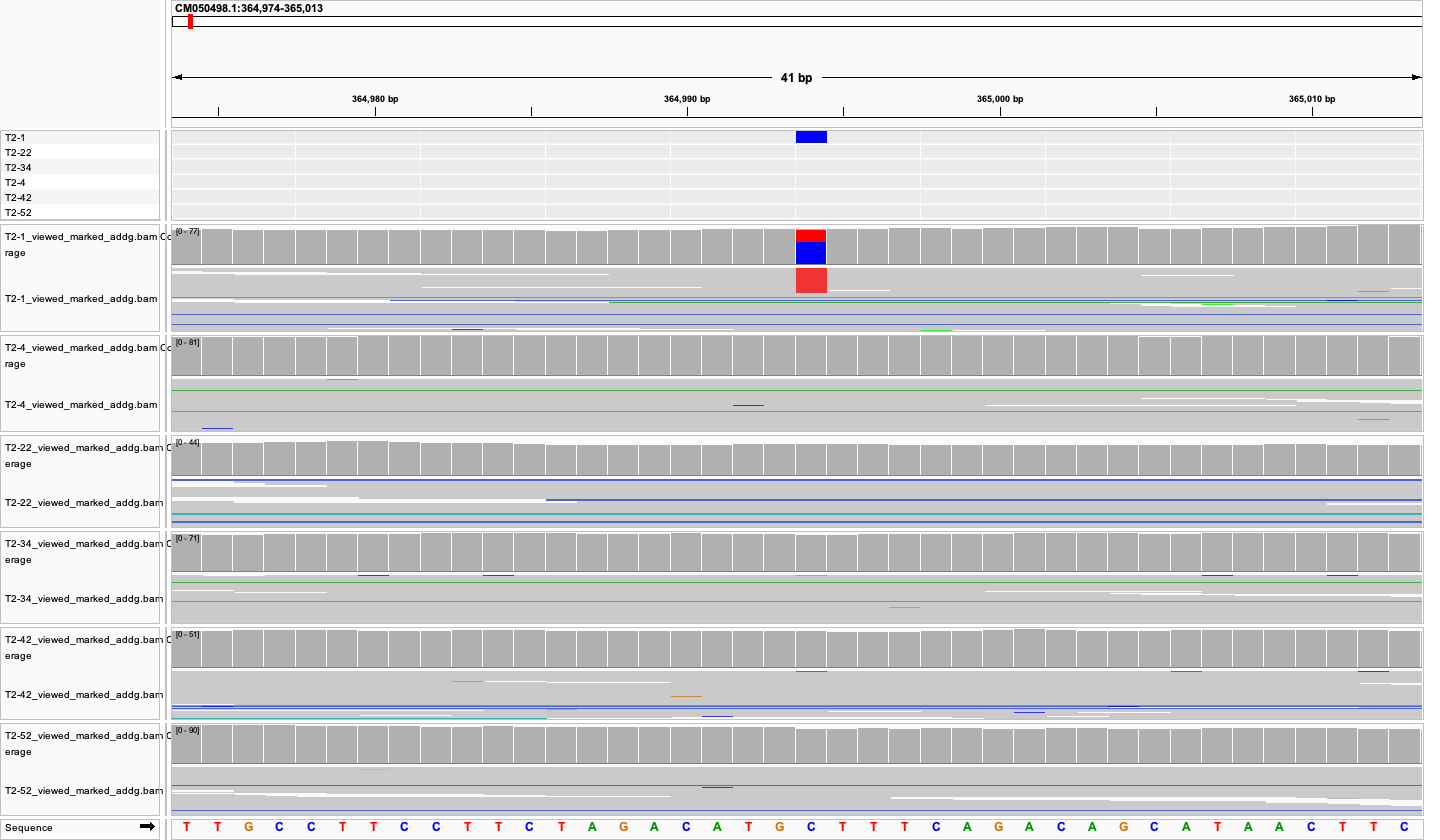 CM050498.1:364,974-365,013
41 bp
364,980 bp 364,990 bp 365,000 bp 365,010 bp
T2-1
T2-22
T2-34
T2-4
T2-42
T2-52
T2-1_viewed_marked_addg.bam Co
rage
[0 - 77]
T2-1_viewed_marked_addg.bam
T2-4_viewed_marked_addg.bam Co
rage
[0 - 81]
T2-4_viewed_marked_addg.bam
T2-22_viewed_marked_addg.bam C
erage
[0 - 44]
T2-22_viewed_marked_addg.bam
T2-34_viewed_marked_addg.bam C
erage
[0 - 71]
T2-34_viewed_marked_addg.bam
T2-42_viewed_marked_addg.bam C
erage
[0 - 51]
T2-42_viewed_marked_addg.bam
T2-52_viewed_marked_addg.bam C
erage
[0 - 90]
T2-52_viewed_marked_addg.bam
Sequence T T G C C T T C C T T C T A G A C A T G C T T T C A G A C A G C A T A A C T T C